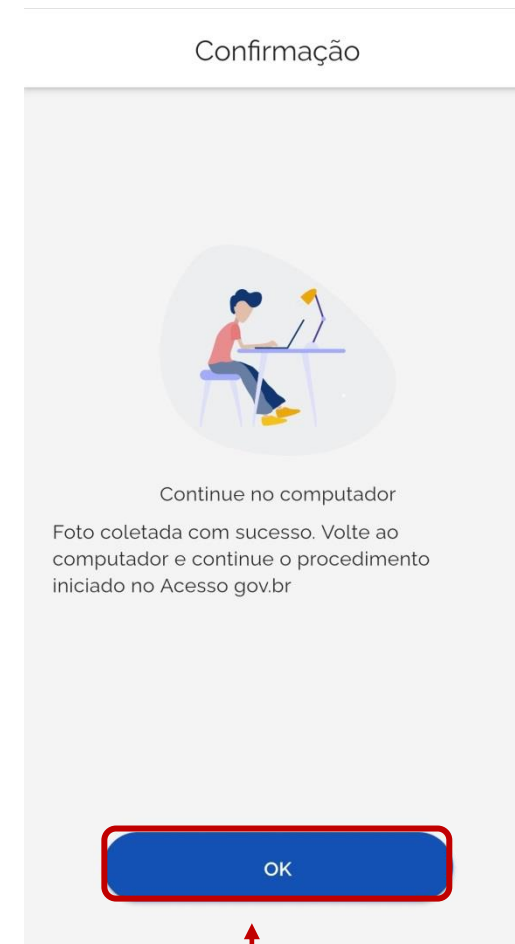 Confirmação
Continue no computador
Foto coletada com sucesso. Volte ao
computador e continue o procedimento
iniciado no Acesso gov.br
OK